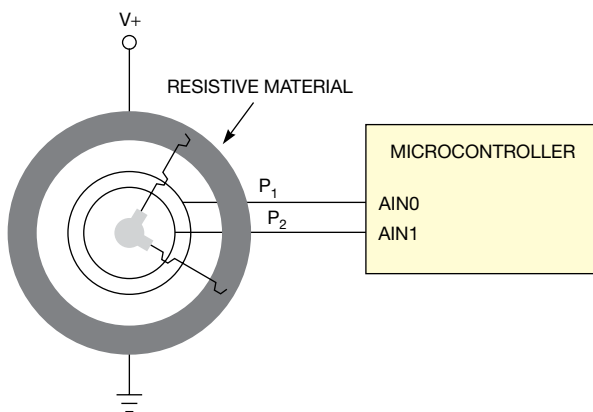 V+
RESISTIVE MATERIAL
MICROCONTROLLER
P₁
AIN0
P₂
AIN1